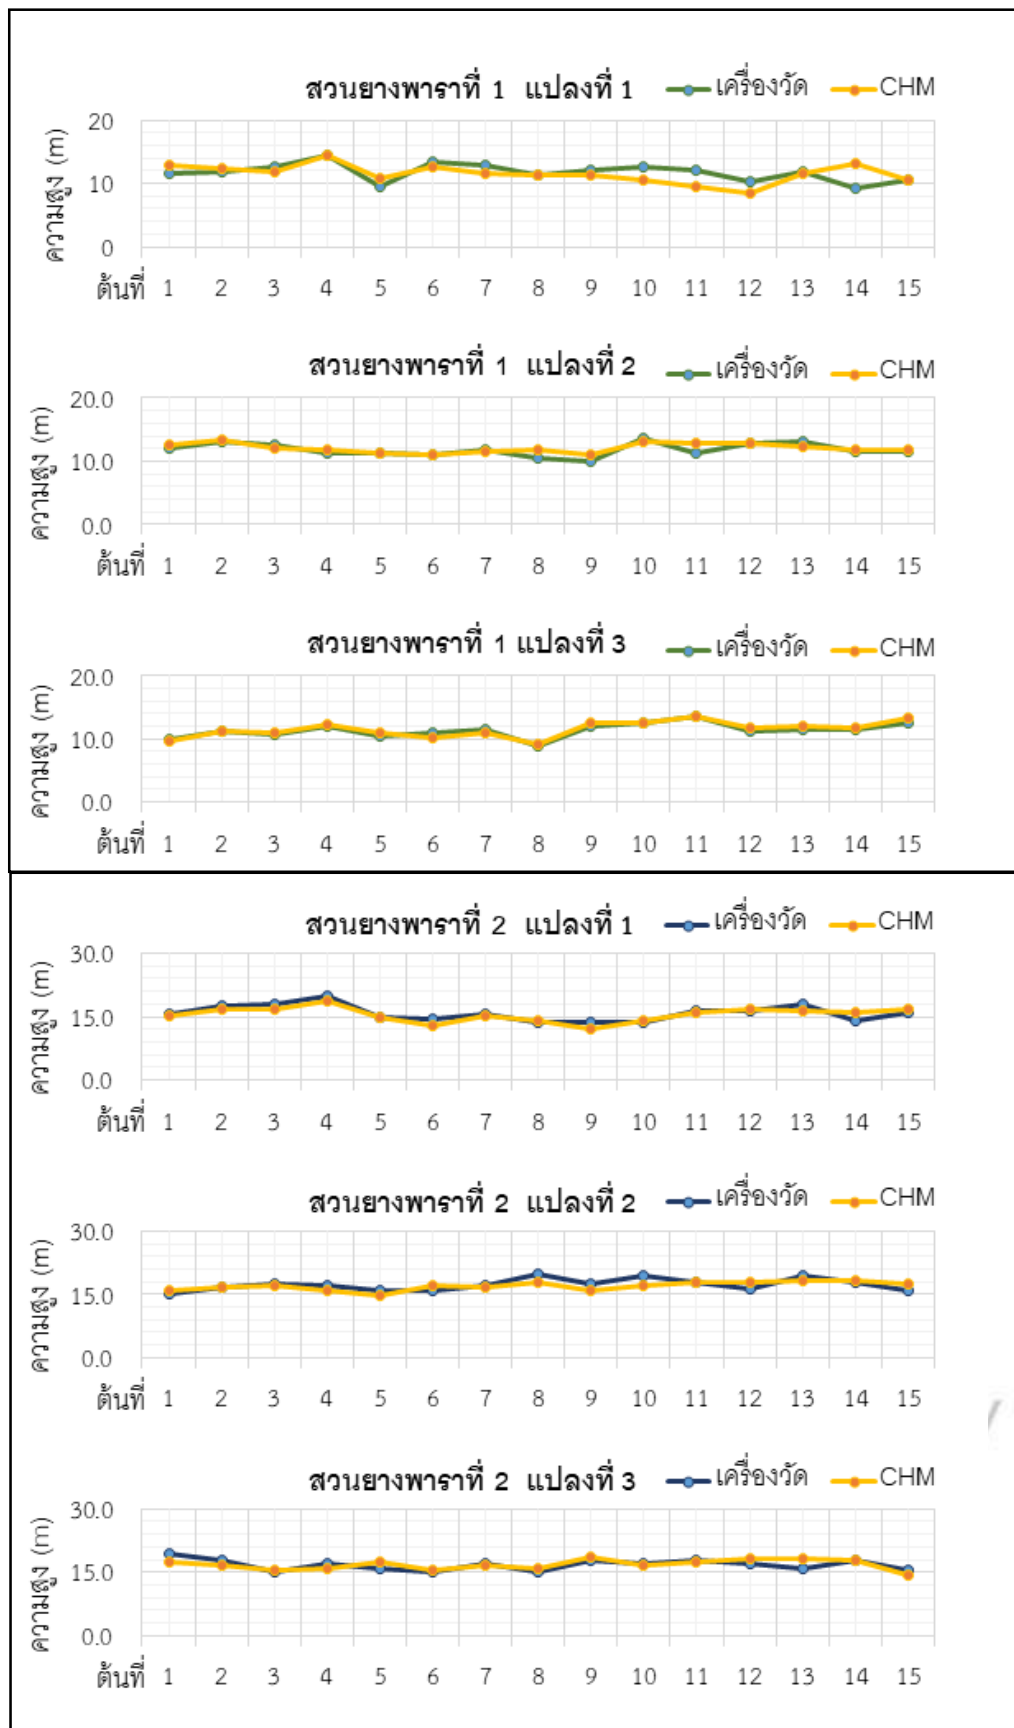 สวนยางพาราที่ 1 แปลงที่ 1 เครื่องวัด CHM
ความสูง (m)
20
10
0
ต้นที่ 1 2 3 4 5 6 7 8 9 10 11 12 13 14 15
สวนยางพาราที่ 1 แปลงที่ 2 เครื่องวัด CHM
ความสูง (m)
20.0
10.0
0.0
ต้นที่ 1 2 3 4 5 6 7 8 9 10 11 12 13 14 15
สวนยางพาราที่ 1 แปลงที่ 3 เครื่องวัด CHM
ความสูง (m)
20.0
10.0
0.0
ต้นที่ 1 2 3 4 5 6 7 8 9 10 11 12 13 14 15
สวนยางพาราที่ 2 แปลงที่ 1 เครื่องวัด CHM
ความสูง (m)
30.0
15.0
0.0
ต้นที่ 1 2 3 4 5 6 7 8 9 10 11 12 13 14 15
สวนยางพาราที่ 2 แปลงที่ 2 เครื่องวัด CHM
ความสูง (m)
30.0
15.0
0.0
ต้นที่ 1 2 3 4 5 6 7 8 9 10 11 12 13 14 15
สวนยางพาราที่ 2 แปลงที่ 3 เครื่องวัด CHM
ความสูง (m)
30.0
15.0
0.0
ต้นที่ 1 2 3 4 5 6 7 8 9 10 11 12 13 14 15